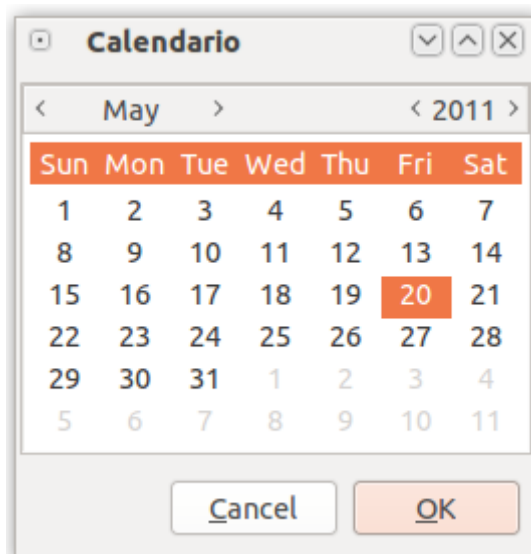 Calendario
< May > < 2011 >
Sun Mon Tue Wed Thu Fri Sat
1 2 3 4 5 6 7
8 9 10 11 12 13 14
15 16 17 18 19 20 21
22 23 24 25 26 27 28
29 30 31 1 2 3 4
5 6 7 8 9 10 11
Cancel OK